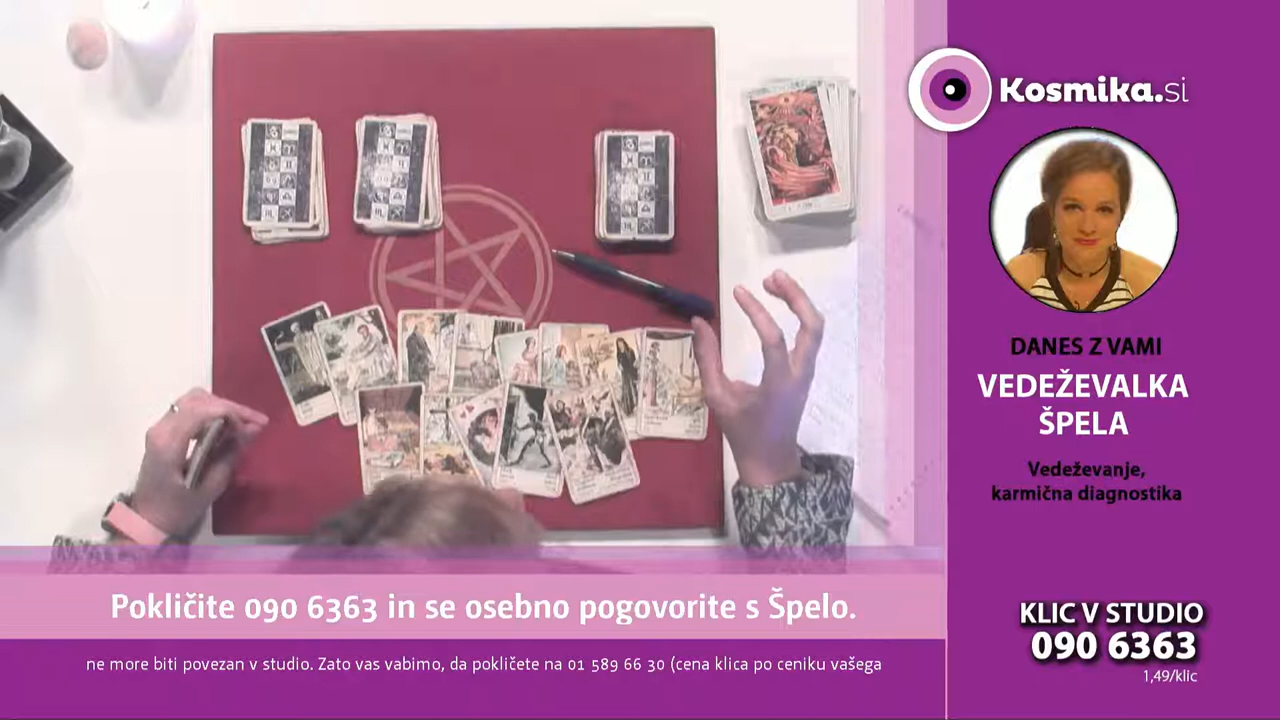 Kosmika.si
DANES Z VAMI
VEDEŽEVALKA
ŠPELA
Vedeževanje,
karmična diagnostika
Pokličite 090 6363 in se osebno pogovorite s Špelo.
KLIC V STUDIO
090 6363
1,49/klic
ne more biti povezan v studio. Zato vas vabimo, da pokličete na 01 589 66 30 (cena klica po ceniku vašega